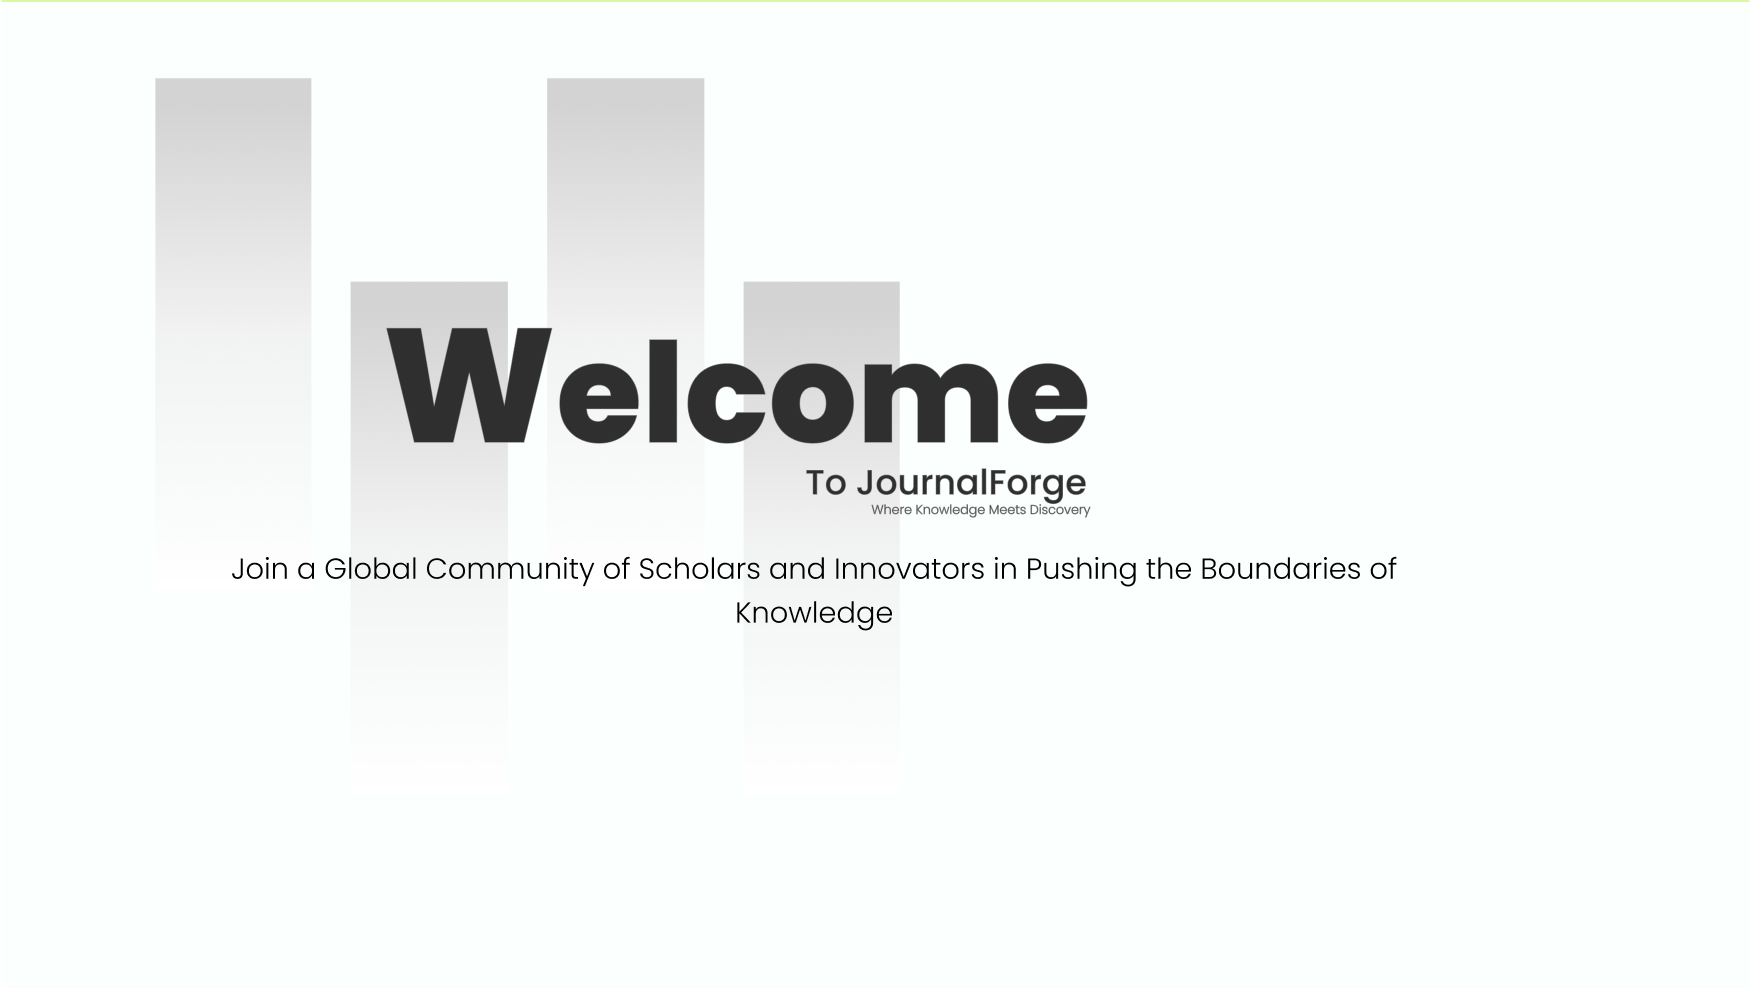 Welcome
To JournalForge
Where Knowledge Meets Discovery
Join a Global Community of Scholars and Innovators in Pushing the Boundaries of
Knowledge